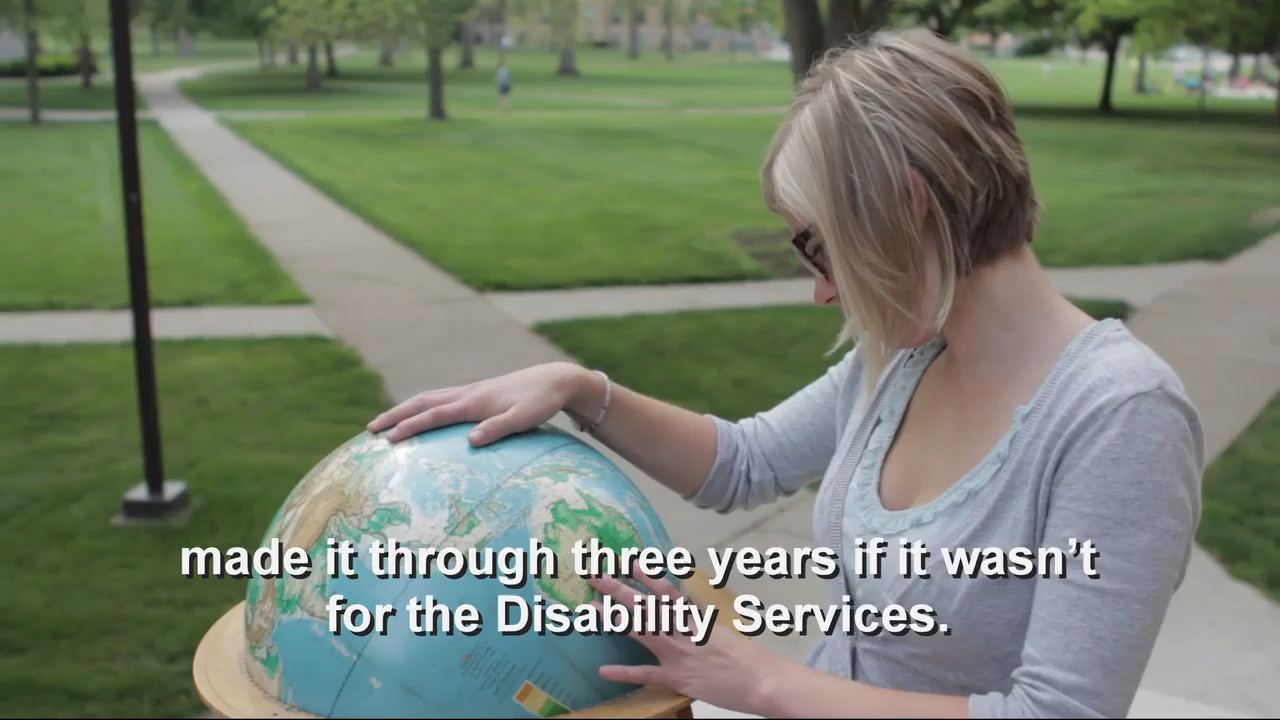 made it through three years if it wasn’t
for the Disability Services.